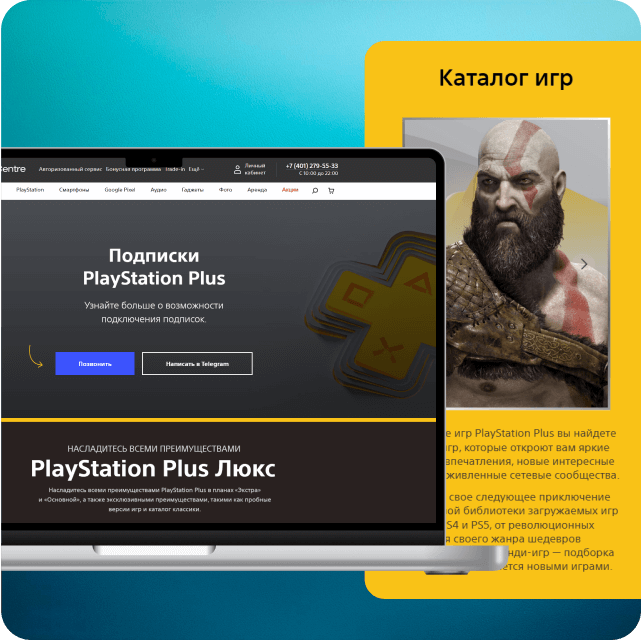 Каталог игр
entre
Авторизованный сервис Бонусная программа Trade-In Ещё
Личный кабинет
+7 (401) 279-55-33
С 10:00 до 22:00
PlayStation Смартфоны Google Pixel Аудио Гаджеты Фото Аренда Акции
Подписки
PlayStation Plus
Узнайте больше о возможности
подключения подписок.
Позвонить
Написать в Telegram
НАСЛАДИТЕСЬ ВСЕМИ ПРЕИМУЩЕСТВАМИ
PlayStation Plus Люкс
Насладитесь всеми преимуществами PlayStation Plus в планах «Экстра»
и «Основной», а также эксклюзивными преимуществами, такими как пробные
версии игр и каталог классики.
е игр PlayStation Plus вы найдете
игр, которые откроют вам яркие
впечатления, новые интересные
живленные сетевые сообщества.
свое следующее приключение
ной библиотеки загружаемых игр
S4 и PS5, от революционных
я своего жанра шедевров
нди-игр — подборка
ется новыми играми.